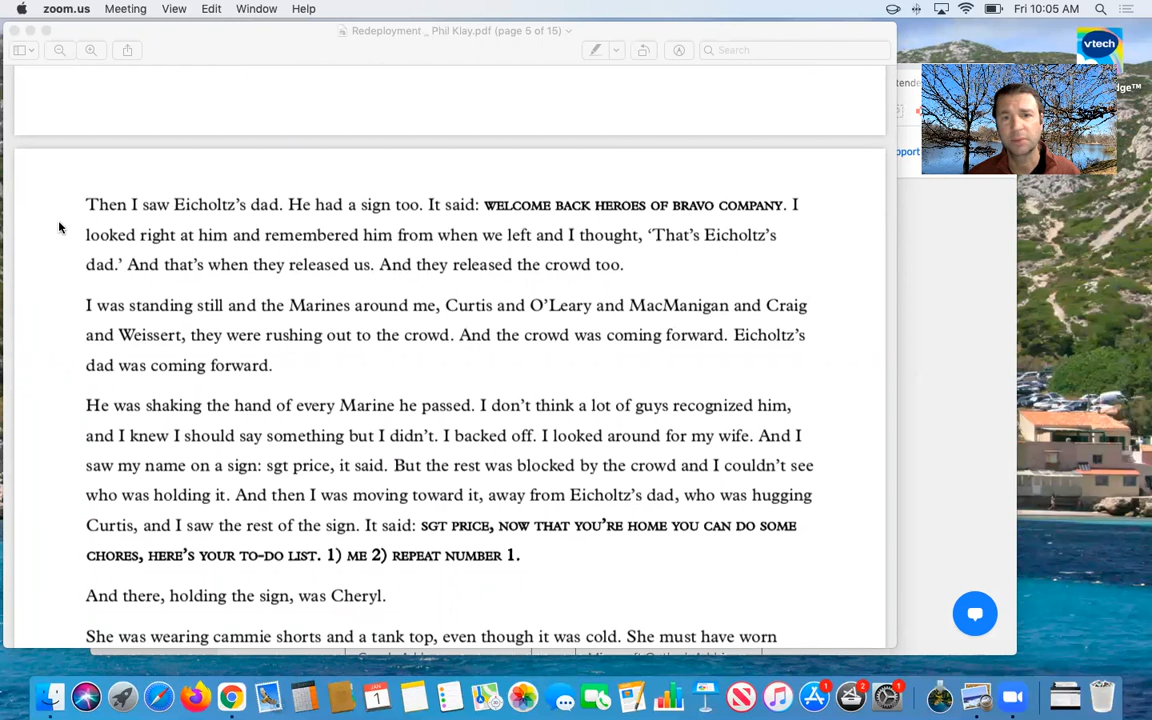 zoom.us Meeting View Edit Window Help Fri 10:05 AM
Redeployment _ Phil Klay.pdf (page 5 of 15)
Search
vtech
dge™
 port
Then I saw Eicholtz's dad. He had a sign too. It said: WELCOME BACK HEROES OF BRAVO COMPANY. I
looked right at him and remembered him from when we left and I thought, 'That's Eicholtz's
dad.' And that's when they released us. And they released the crowd too.
I was standing still and the Marines around me, Curtis and O'Leary and MacManigan and Craig
and Weissert, they were rushing out to the crowd. And the crowd was coming forward. Eicholtz's
dad was coming forward.
He was shaking the hand of every Marine he passed. I don't think a lot of guys recognized him,
and I knew I should say something but I didn't. I backed off. I looked around for my wife. And I
saw my name on a sign: sgt price, it said. But the rest was blocked by the crowd and I couldn't see
who was holding it. And then I was moving toward it, away from Eicholtz's dad, who was hugging
Curtis, and I saw the rest of the sign. It said: SGT PRICE, NOW THAT YOU'RE HOME YOU CAN DO SOME
CHORES, HERE'S YOUR TO-DO LIST. 1) ME 2) REPEAT NUMBER 1.
And there, holding the sign, was Cheryl.
She was wearing cammie shorts and a tank top, even though it was cold. She must have worn
JAN
1
1
2
1